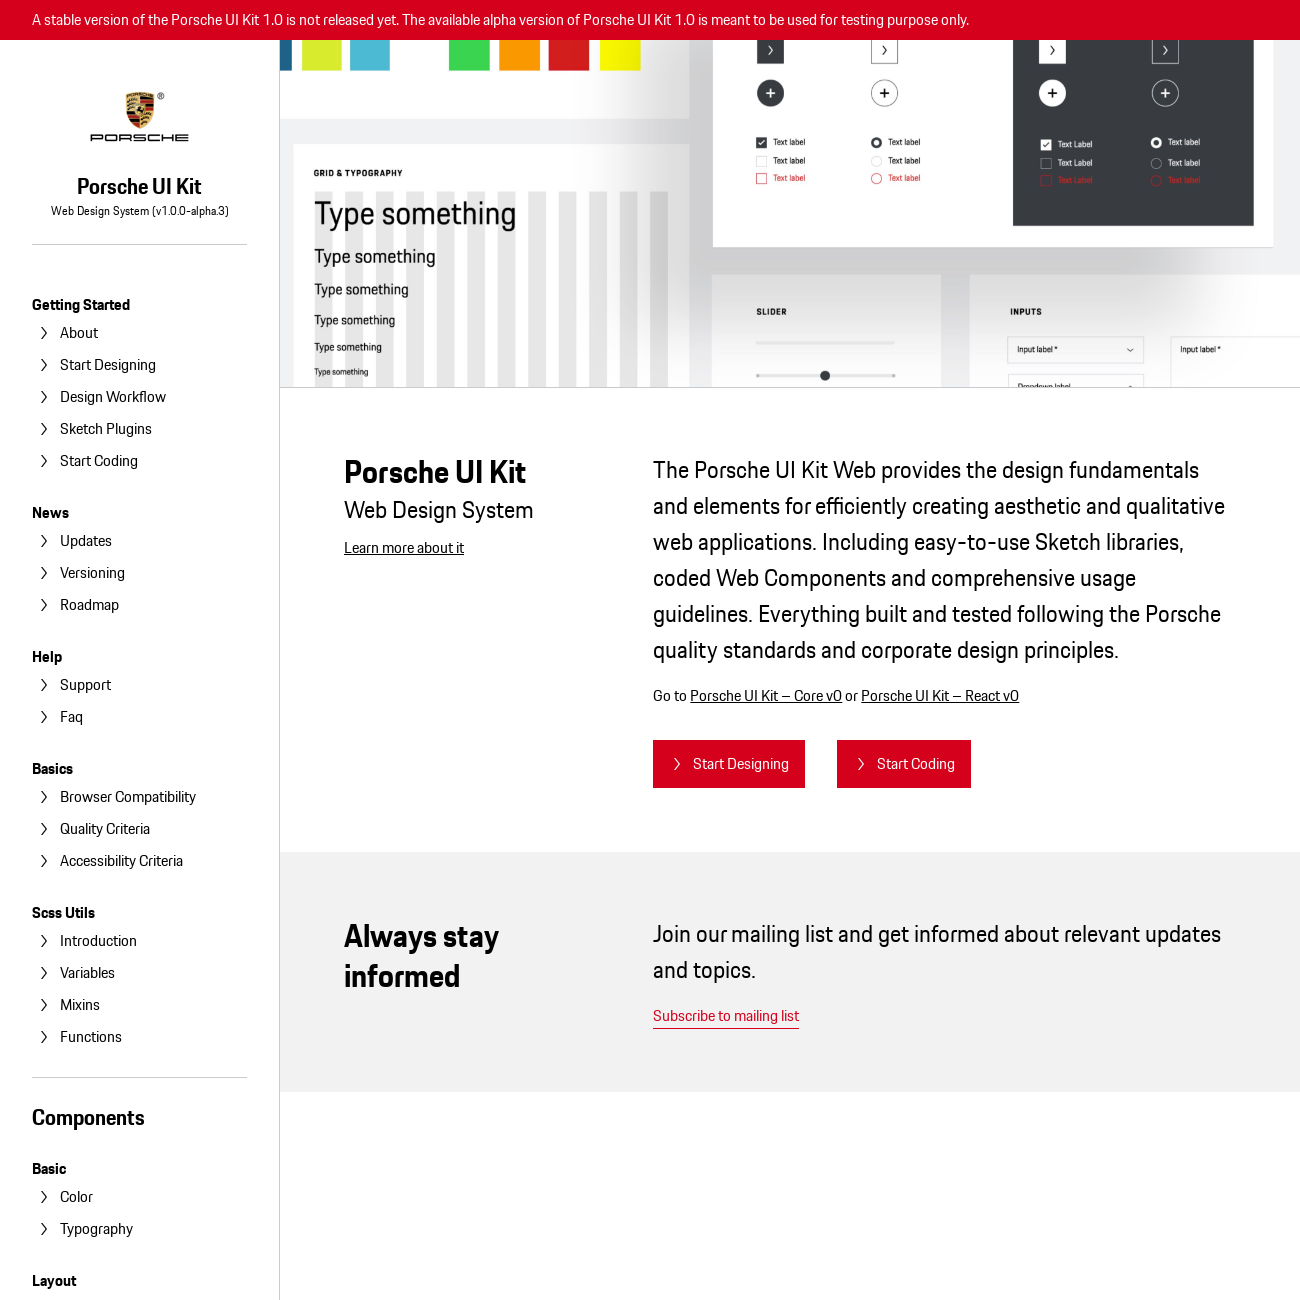 A stable version of the Porsche UI Kit 1.0 is not released yet. The available alpha version of Porsche UI Kit 1.0 is meant to be used for testing purpose only.
PORSCHE
Porsche UI Kit
Web Design System (v1.0.0-alpha.3)
Getting Started
About
Start Designing
Design Workflow
Sketch Plugins
Start Coding
News
Updates
Versioning
Roadmap
Help
Support
Faq
Basics
Browser Compatibility
Quality Criteria
Accessibility Criteria
Scss Utils
Introduction
Variables
Mixins
Functions
Components
Basic
Color
Typography
Layout
GRID & TYPOGRAPHY
Type something
Type something
Type something
Type something
Type something
Type something
Text label
Text label
Text label
Text label
Text label
Text label
Text Label
Text Label
Text Label
Text Label
Text Label
Text Label
SLIDER
INPUTS
Input label *
Input label *
Dropdown label
Porsche UI Kit
Web Design System
Learn more about it
The Porsche UI Kit Web provides the design fundamentals
and elements for efficiently creating aesthetic and qualitative
web applications. Including easy-to-use Sketch libraries,
coded Web Components and comprehensive usage
guidelines. Everything built and tested following the Porsche
quality standards and corporate design principles.
Go to Porsche UI Kit – Core v0 or Porsche UI Kit – React v0
Start Designing
Start Coding
Always stay
informed
Join our mailing list and get informed about relevant updates
and topics.
Subscribe to mailing list